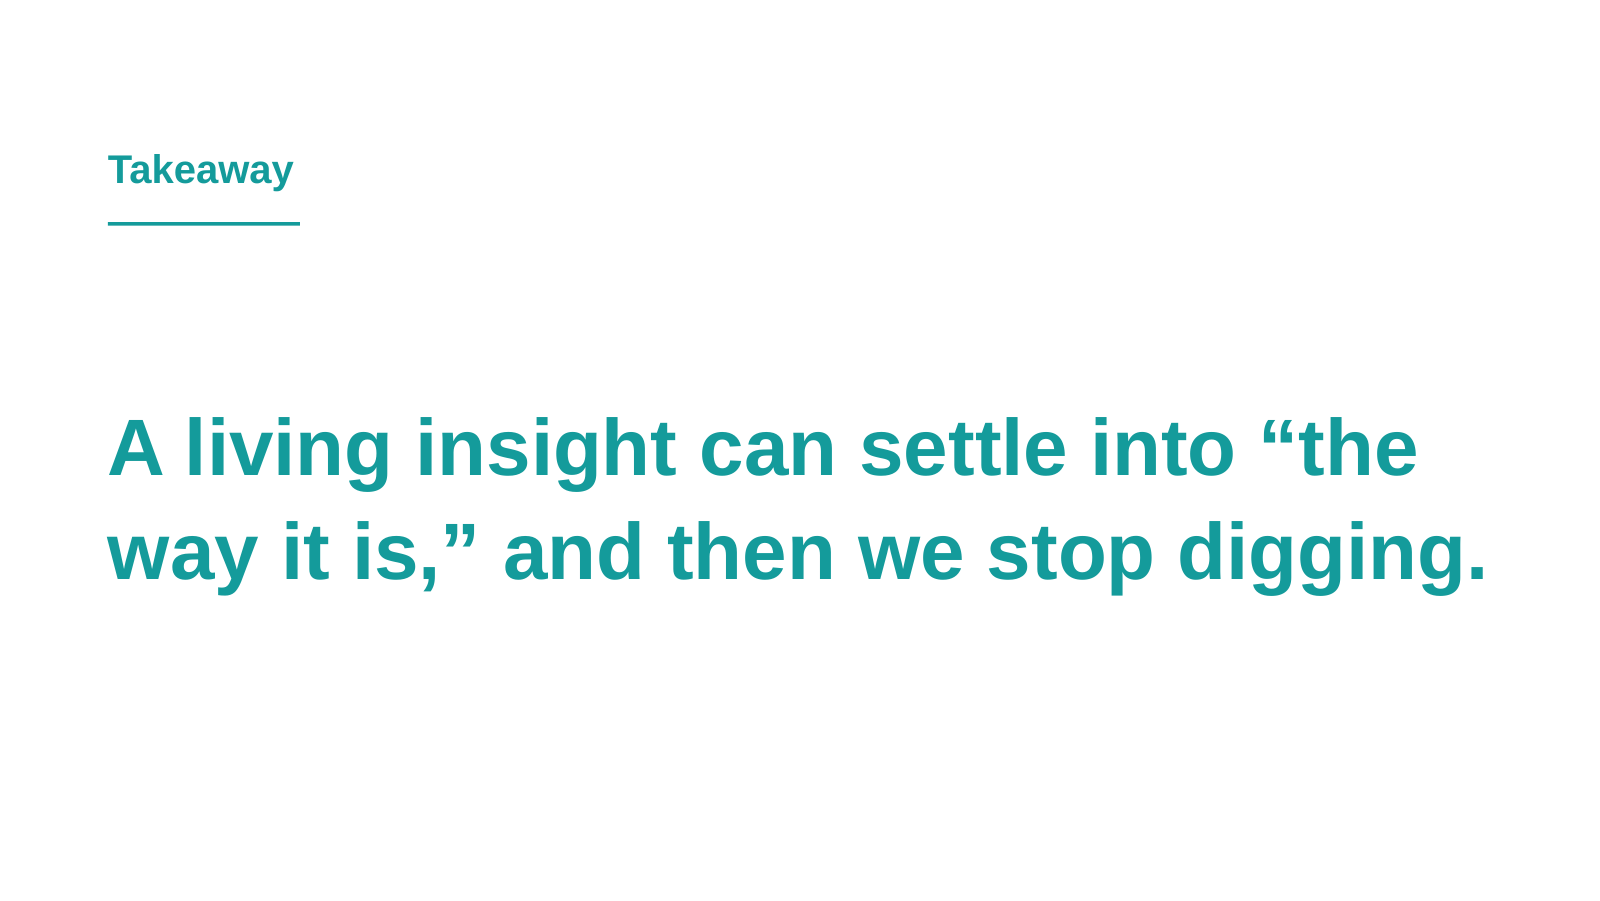 Takeaway
A living insight can settle into “the
way it is,” and then we stop digging.